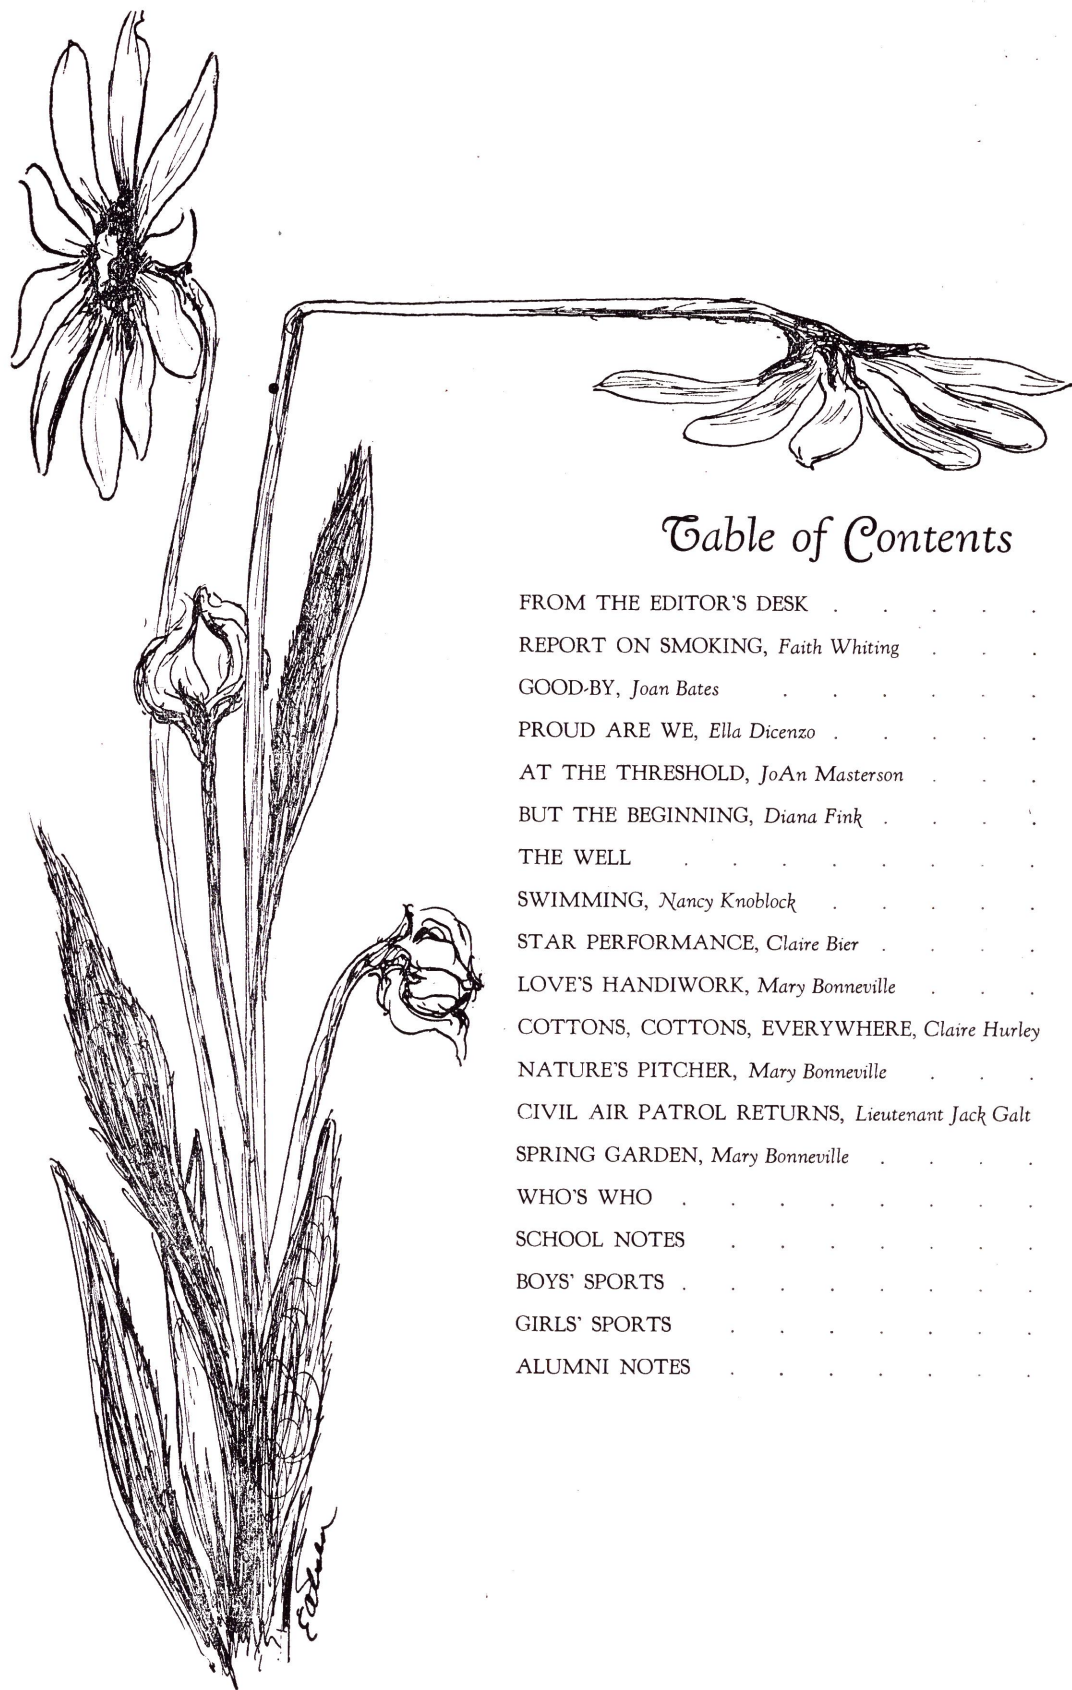 Table of Contents
FROM THE EDITOR'S DESK . . . . .
REPORT ON SMOKING, Faith Whiting . . .
GOOD-BY, Joan Bates . . . . . .
PROUD ARE WE, Ella Dicenzo . . . . .
AT THE THRESHOLD, JoAn Masterson . . .
BUT THE BEGINNING, Diana Fink . . . .
THE WELL . . . . . . . .
SWIMMING, Nancy Knoblock . . . . .
STAR PERFORMANCE, Claire Bier . . . .
LOVE'S HANDIWORK, Mary Bonneville . . .
COTTONS, COTTONS, EVERYWHERE, Claire Hurley
NATURE'S PITCHER, Mary Bonneville . . .
CIVIL AIR PATROL RETURNS, Lieutenant Jack Galt
SPRING GARDEN, Mary Bonneville . . . .
WHO'S WHO . . . . . . . .
SCHOOL NOTES . . . . . . .
BOYS' SPORTS . . . . . . . .
GIRLS' SPORTS . . . . . . .
ALUMNI NOTES . . . . . . .